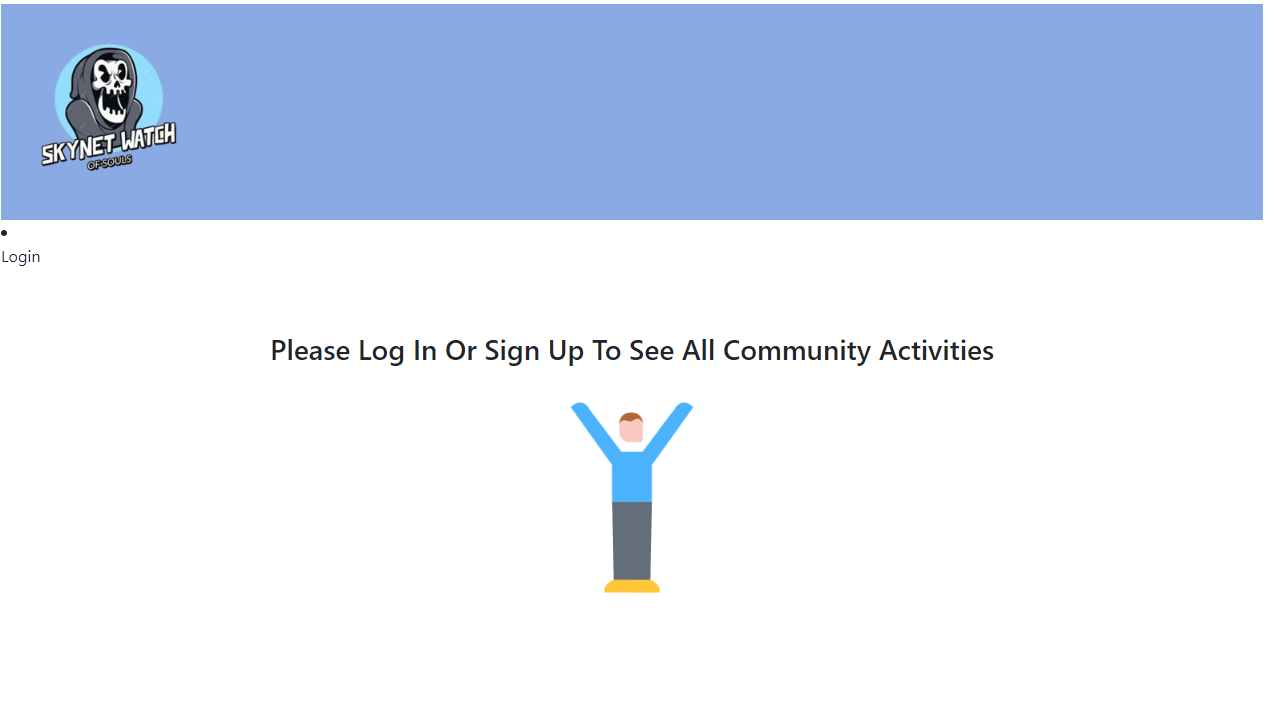 SKYNET WATCH
OF SOULS
Login
Please Log In Or Sign Up To See All Community Activities